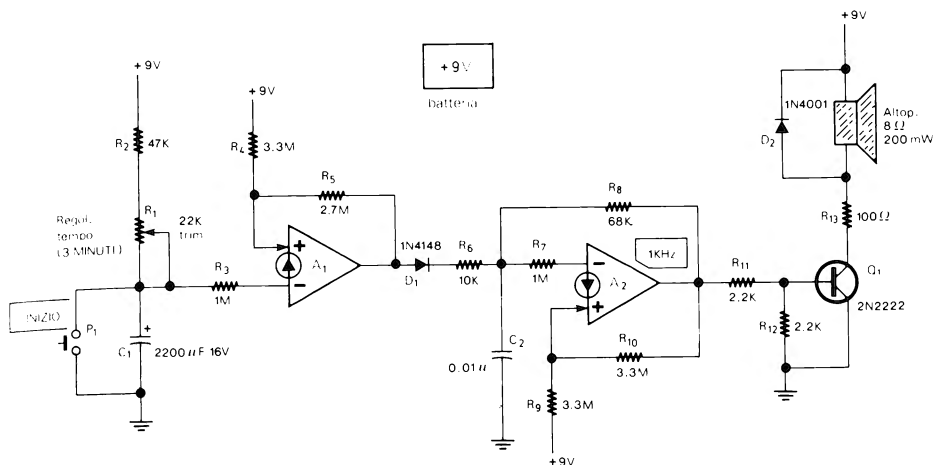 +9V
R2 47K
R1
22K
trim
Regul.
tempo
(3 MINUTI)
INIZIO
P1
+
C1
2200 µF 16V
R3
1M
+9V
R4
3.3M
R5
2.7M
+
-
A1
1N4148
D1
R6
10K
+9V
batteria
R8
68K
R7
1M
-
+
A2
1KHz
C2
0.01µ
R10
3.3M
R9
3.3M
+9V
R11
2.2K
R12
2.2K
Q1
2N2222
+9V
1N4001
D2
Altop.
8Ω
200 mW
R13
100Ω